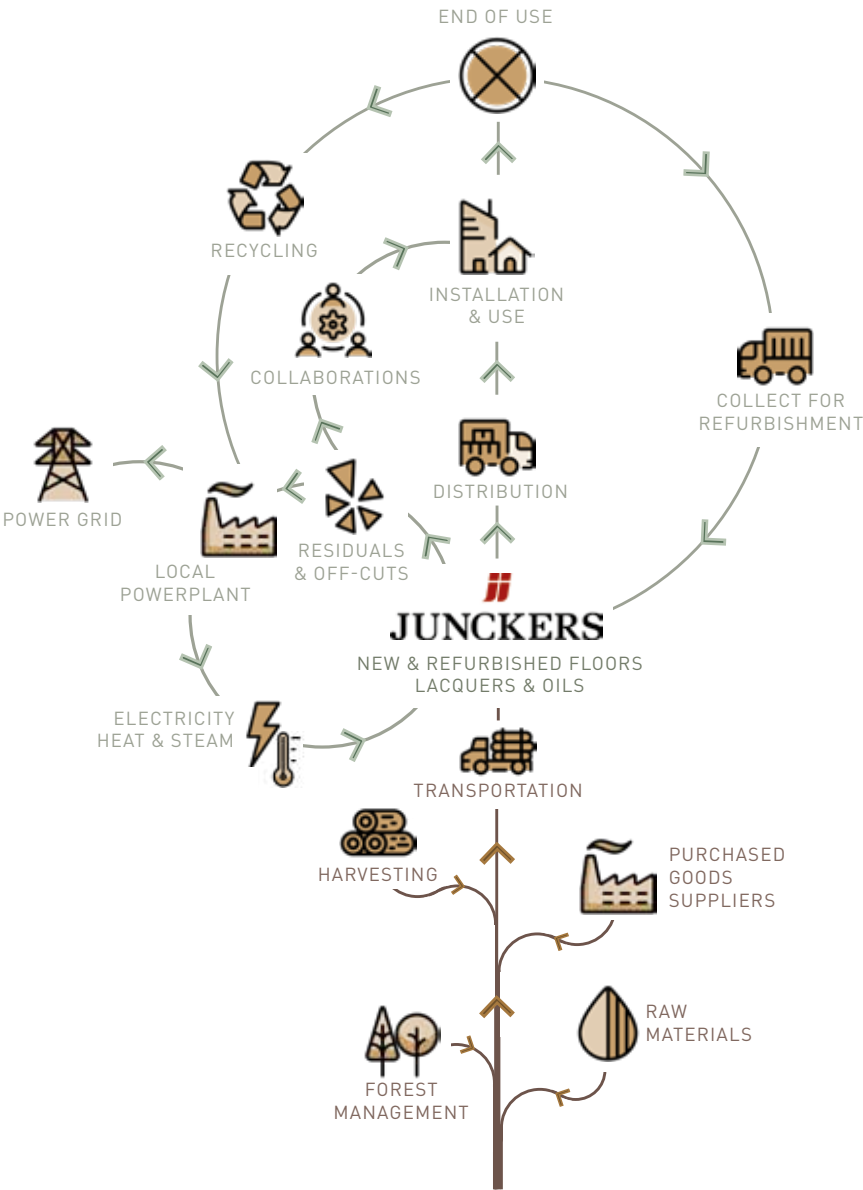 END OF USE
RECYCLING
INSTALLATION
& USE
COLLABORATIONS
COLLECT FOR
REFURBISHMENT
DISTRIBUTION
POWER GRID
RESIDUALS
& OFF-CUTS
LOCAL
POWERPLANT
JUNCKERS
NEW & REFURBISHED FLOORS
LACQUERS & OILS
ELECTRICITY
HEAT & STEAM
TRANSPORTATION
HARVESTING
PURCHASED
GOODS
SUPPLIERS
RAW
MATERIALS
FOREST
MANAGEMENT